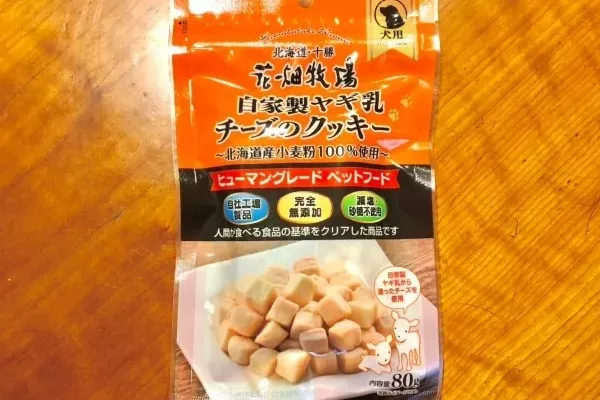 犬用
北海道・十勝
花畑牧場
自家製ヤギ乳
チーズのクッキー
~北海道産小麦粉100%使用~
ヒューマングレード ペットフード
自社工場
製品
完全
無添加
減塩・
砂糖不使用
人間が食べる食品の基準をクリアした商品です
自家製
ヤギ乳から
造ったチーズを
使用
内容量80g